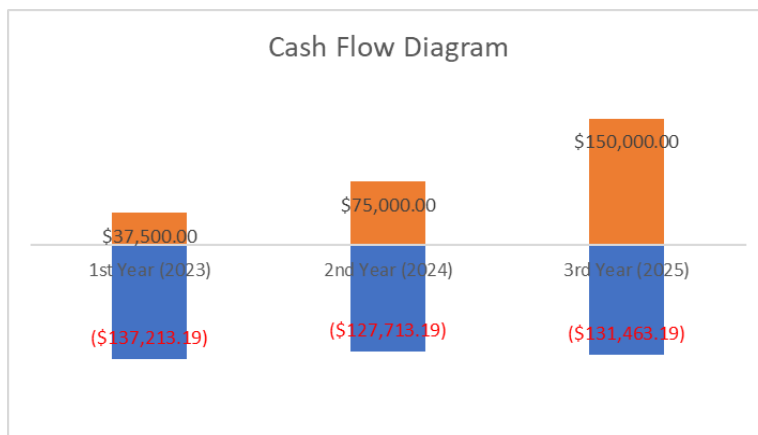 Cash Flow Diagram
$150,000.00
$75,000.00
$37,500.00
1st Year (2023) 2nd Year (2024) 3rd Year (2025)
($137,213.19) ($127,713.19) ($131,463.19)